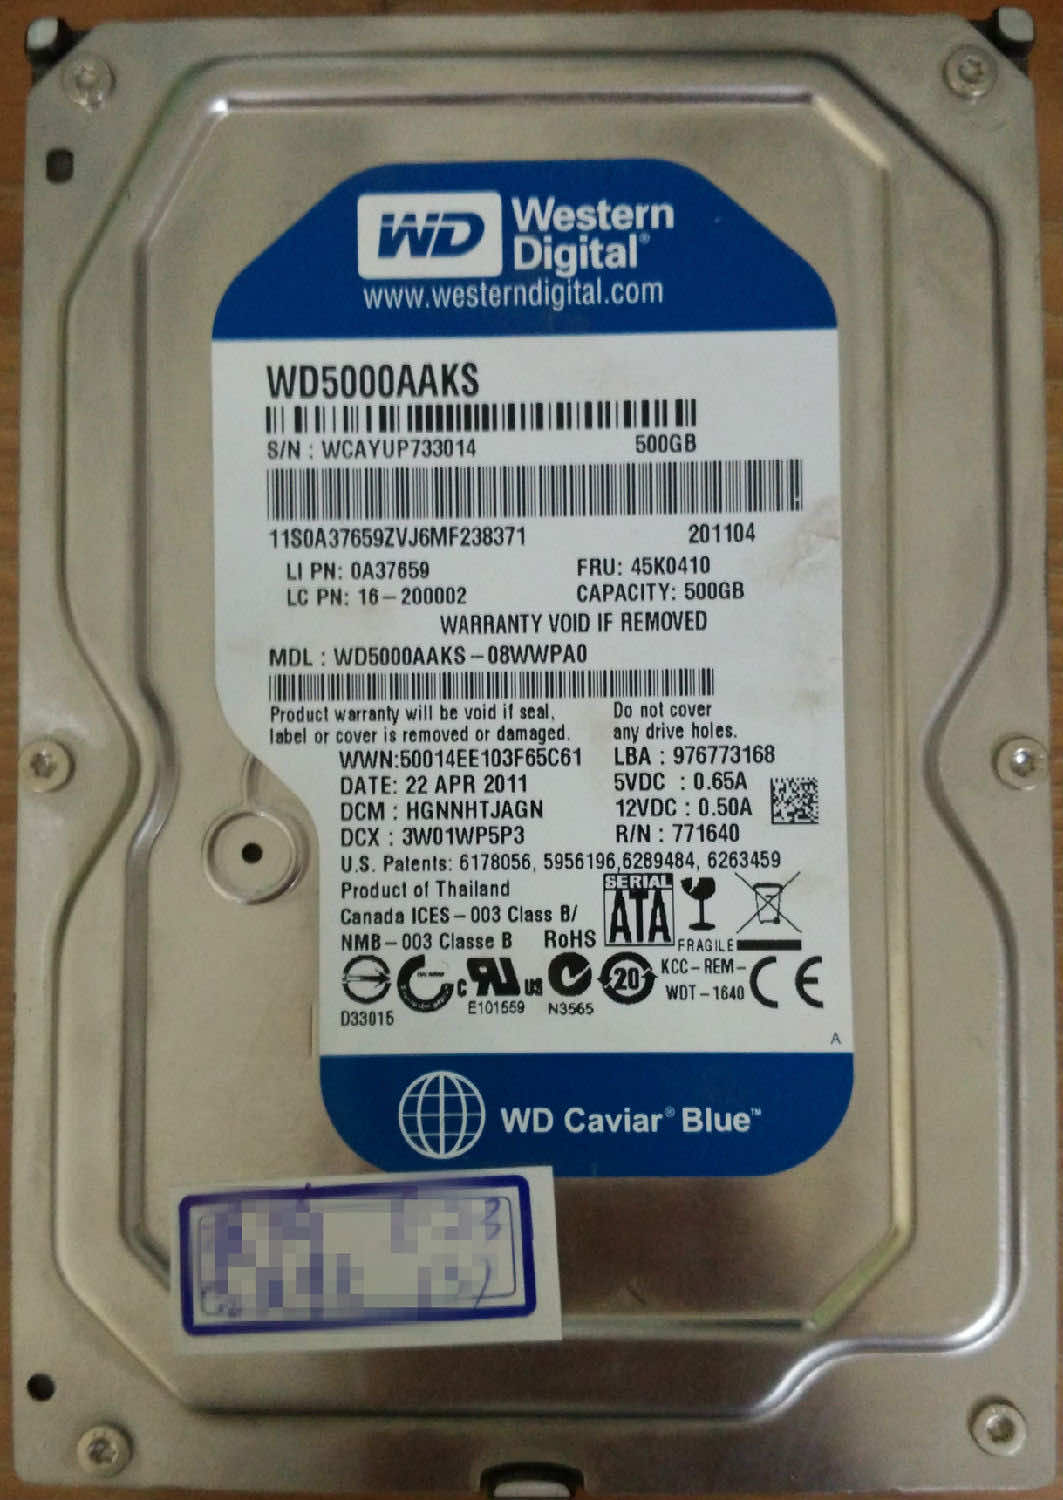 WD Western
Digital®
www.westerndigital.com
WD5000AAKS
S/N : WCAYUP733014 500GB
11S0A37659ZVJ6MF238371 201104
LI PN: 0A37659 FRU: 45K0410
LC PN: 16-200002 CAPACITY: 500GB
WARRANTY VOID IF REMOVED
MDL : WD5000AAKS-08WWPA0
Product warranty will be void if seal,
label or cover is removed or damaged.
Do not cover
any drive holes.
WWN:50014EE103F65C61 LBA : 976773168
DATE: 22 APR 2011 5VDC : 0.65A
DCM : HGNNHTJAGN 12VDC : 0.50A
DCX : 3W01WP5P3 R/N : 771640
U.S. Patents: 6178056, 5956196,6289484, 6263459
Product of Thailand
Canada ICES-003 Class B/
NMB-003 Classe B RoHS
SERIAL
ATA
FRAGILE
D33015
c RU us
E101559
N3565
20
KCC-REM-
WDT-1640
CE
A
WD Caviar® Blue™